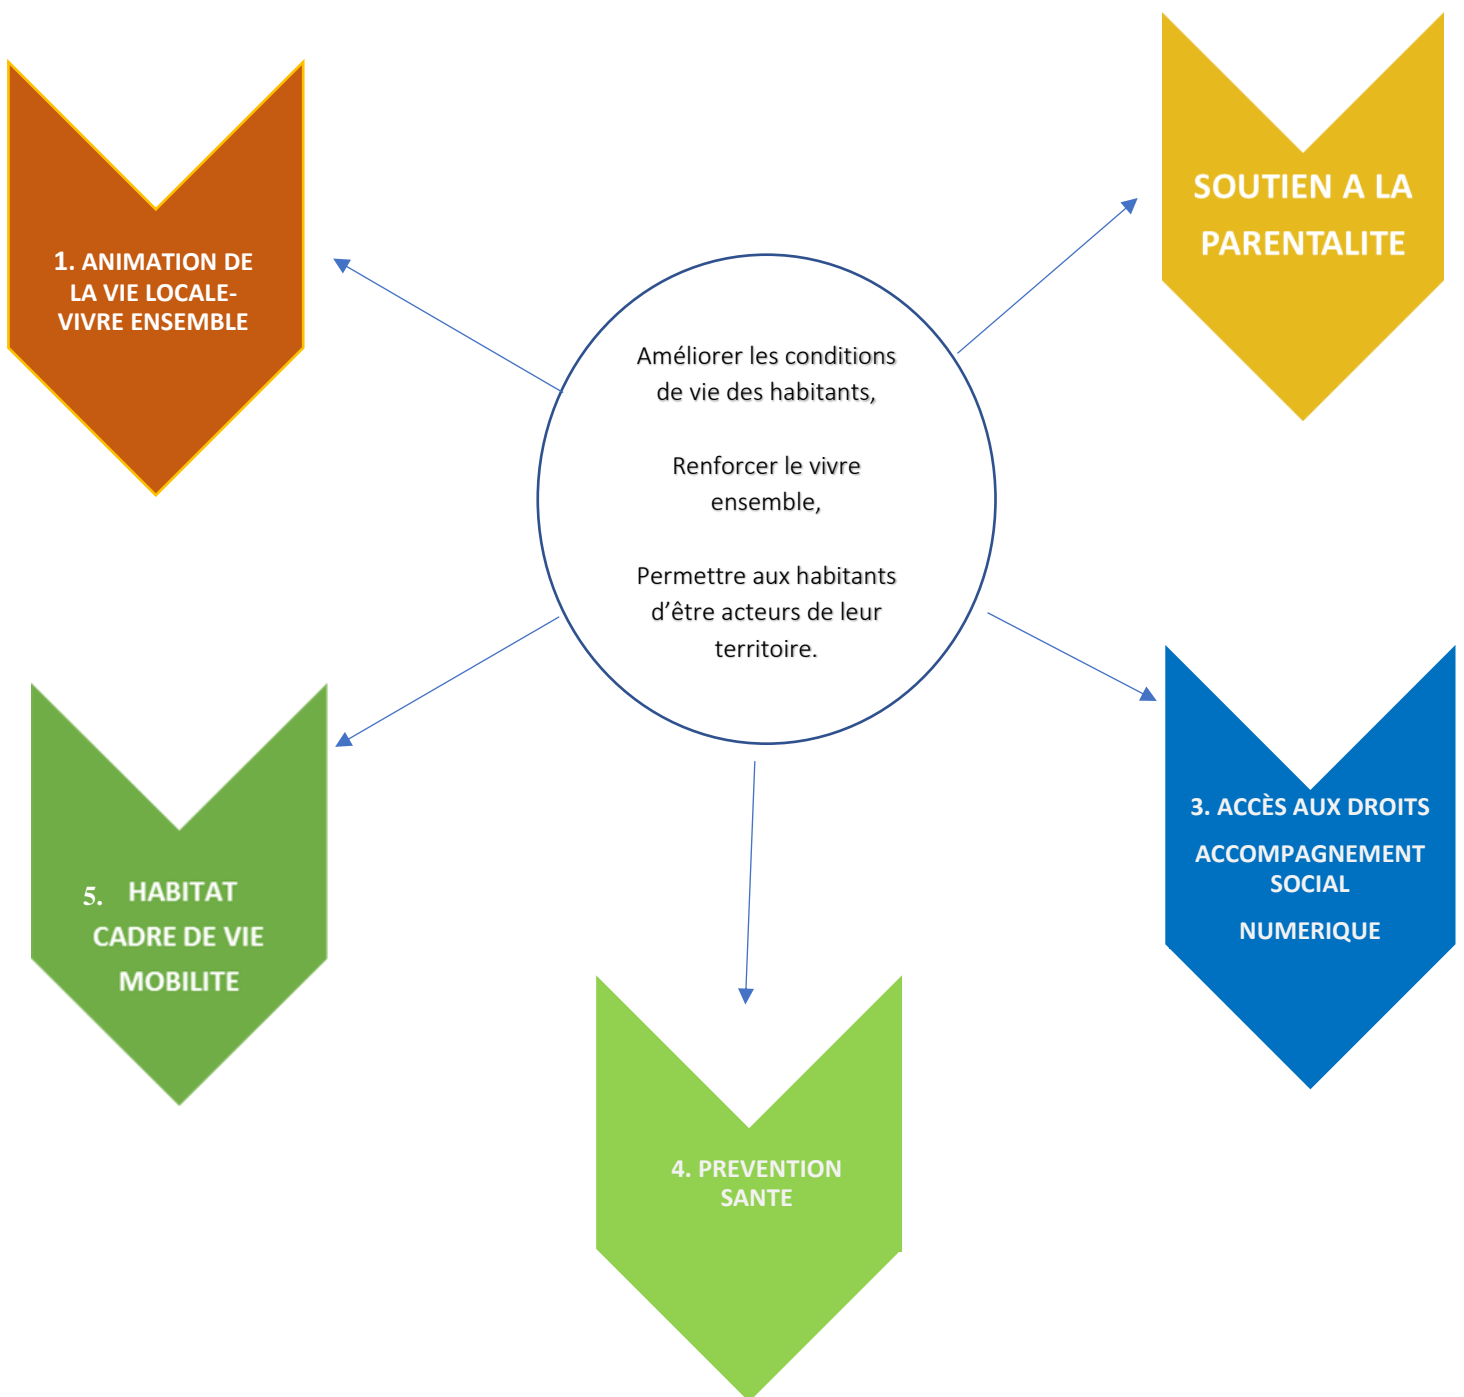 1. ANIMATION DE
LA VIE LOCALE-
VIVRE ENSEMBLE
SOUTIEN A LA
PARENTALITE
Améliorer les conditions
de vie des habitants,
Renforcer le vivre
ensemble,
Permettre aux habitants
d’être acteurs de leur
territoire.
3. ACCÈS AUX DROITS
ACCOMPAGNEMENT
SOCIAL
NUMERIQUE
4. PREVENTION
SANTE
5. HABITAT
CADRE DE VIE
MOBILITE